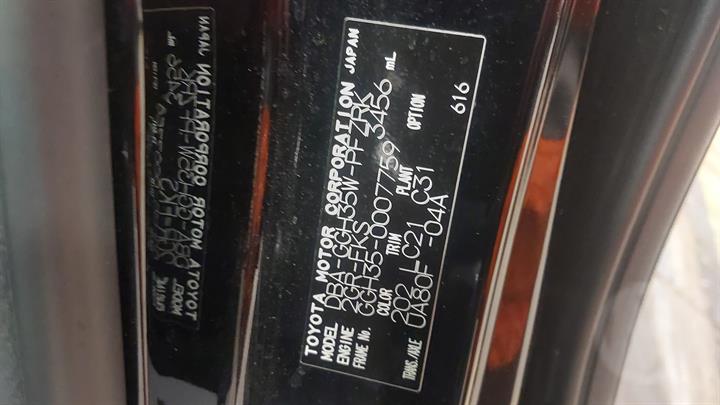 TOYOTA MOTOR CORPORATION JAPAN
MODEL DBA-GGH35W-PFZRK
ENGINE 2GR-FKS 3456 mL
FRAME No. GGH35-0007759
COLOR TRIM PLANT OPTION
202 LC21 C31
TRANS./AXLE UA80F -04A
616